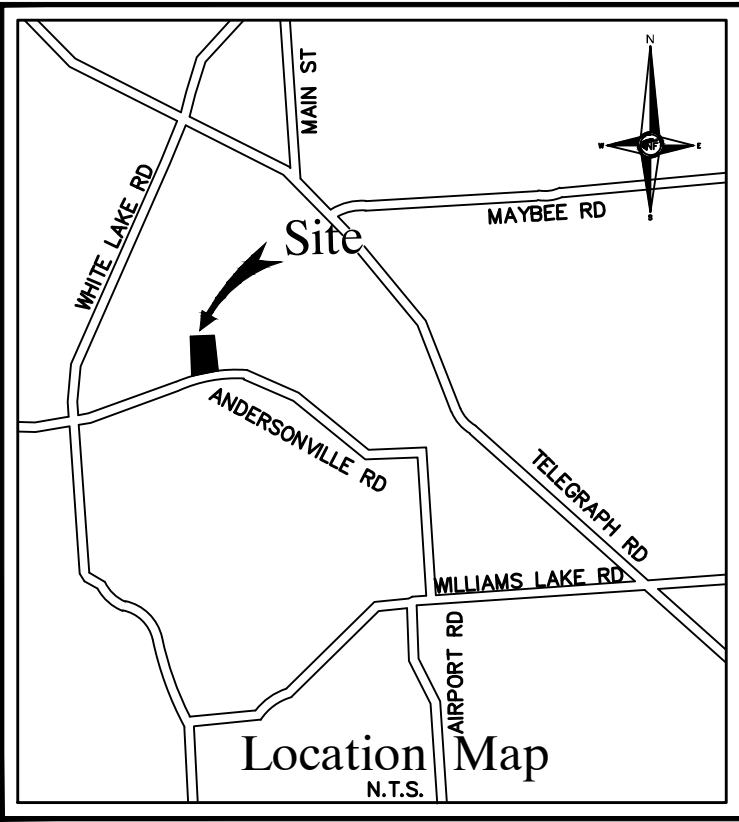 N
MAIN ST
W
NF
E
WHITE LAKE RD
MAYBEE RD
S
Site
ANDERSONVILLE RD
TELEGRAPH RD
WILLIAMS LAKE RD
AIRPORT RD
Location Map
N.T.S.